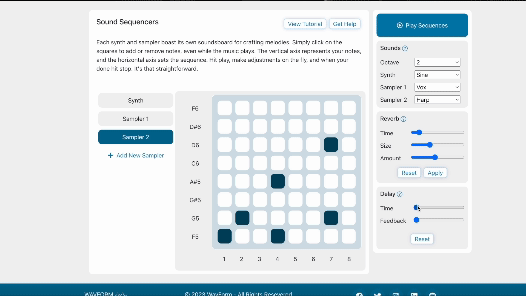 Sound Sequencers
View Tutorial
Get Help
Each synth and sampler boast its own soundboard for crafting melodies. Simply click on the
squares to add or remove notes, even while the music plays. The vertical axis represents your notes,
and the horizontal axis sets the sequence. Hit play, make adjustments on the fly, and when your
done hit stop. It's that straightforward.
Synth
Sampler 1
Sampler 2
+ Add New Sampler
F6
D#6
D6
C6
A#5
G#5
G5
F5
1 2 3 4 5 6 7 8
Play Sequences
Sounds
Octave 2
Synth Sine
Sampler 1 Vox
Sampler 2 Harp
Reverb
Time
Size
Amount
Reset
Apply
Delay
Time
Feedback
Reset
WAVEFORM
© 2023 WaveForm - All Rights Reserved